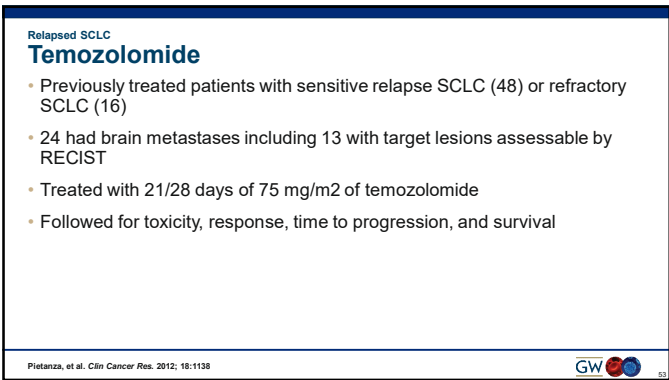 Relapsed SCLC
Temozolomide
• Previously treated patients with sensitive relapse SCLC (48) or refractory
SCLC (16)
• 24 had brain metastases including 13 with target lesions assessable by
RECIST
• Treated with 21/28 days of 75 mg/m2 of temozolomide
• Followed for toxicity, response, time to progression, and survival
Pietanza, et al. Clin Cancer Res. 2012; 18:1138
GW
53